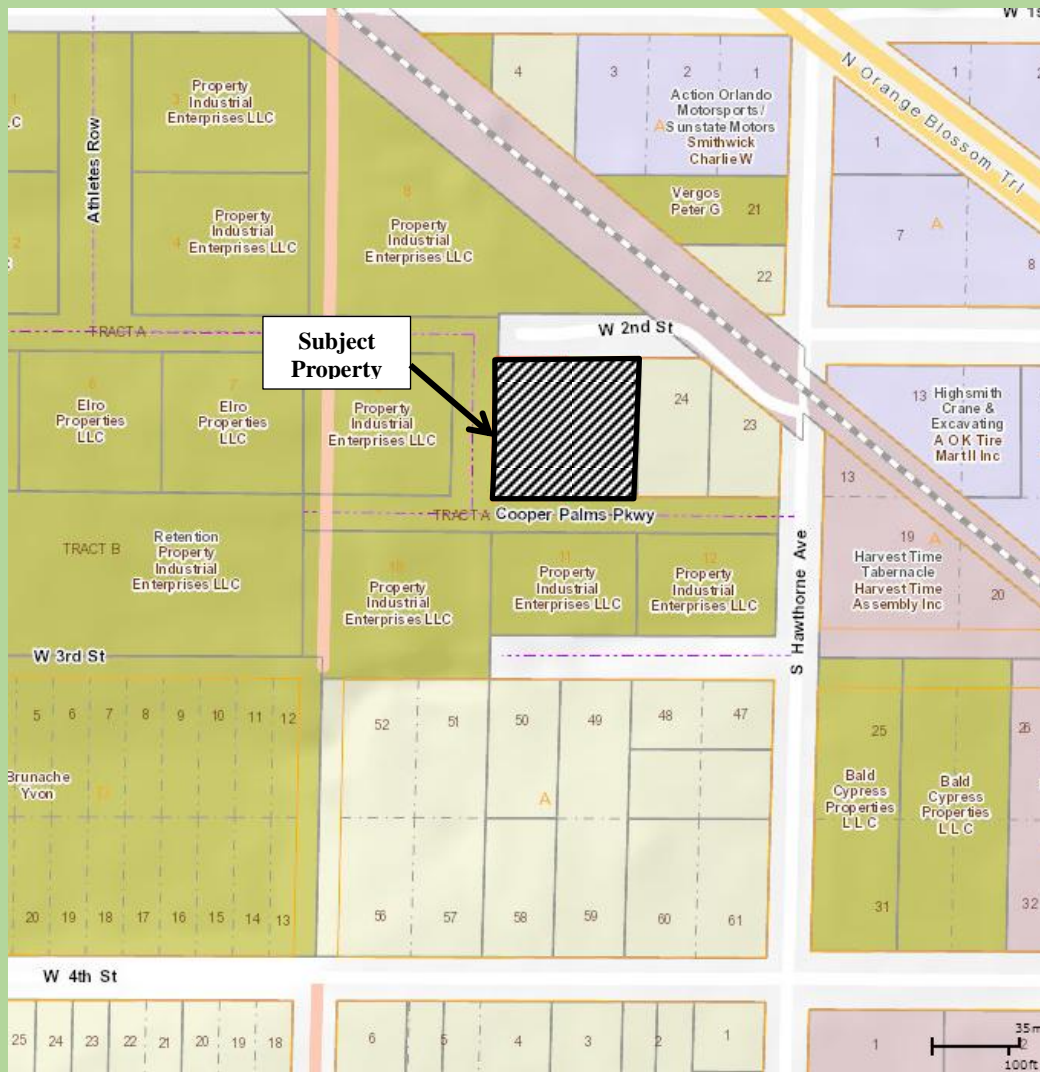 W 1s
N Orange Blossom Trl
Athletes Row
3
Property
Industrial
Enterprises LLC
4
3
2
1
Action Orlando
Motorsports/
A
Sunstate Motors
Smithwick
Charlie W
1
1
LC
Vergos
Peter G
21
4
Property
Industrial
Enterprises LLC
8
Property
Industrial
Enterprises LLC
7
A
8
2
22
TRACT A
W 2nd St
Subject
Property
6
Elro
Properties
LLC
7
Elro
Properties
LLC
Property
Industrial
Enterprises LLC
24
23
13
Highsmith
Crane &
Excavating
A O K Tire
Mart II Inc
13
TRACT A
Cooper Palms Pkwy
TRACT B
Retention
Property
Industrial
Enterprises LLC
10
Property
Industrial
Enterprises LLC
11
Property
Industrial
Enterprises LLC
12
Property
Industrial
Enterprises LLC
S Hawthorne Ave
19
A
Harvest Time
Tabernacle
Harvest Time
Assembly Inc
20
W 3rd St
5
6
7
8
9
10
11
12
52
51
50
49
48
47
25
26
Brunache
Yvon
A
Bald
Cypress
Properties
L L C
Bald
Cypress
Properties
L L C
20
19
18
17
16
15
14
13
56
57
58
59
60
61
31
32
W 4th St
25
24
23
22
21
20
19
18
6
5
4
3
2
1
1
2
35m
100ft